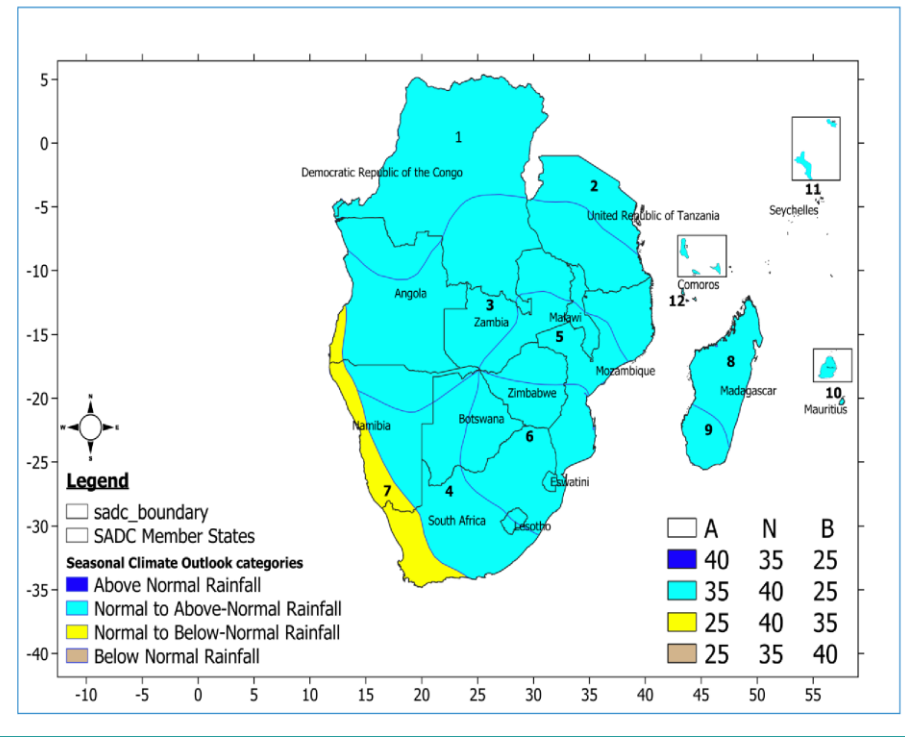 5
0
-5
-10
-15
-20
-25
-30
-35
-40
-10
-5
0
5
10
15
20
25
30
35
40
45
50
55
1
Democratic Republic of the Congo
2
United Republic of Tanzania
11
Seychelles
Comoros
12
Angola
3
Zambia
Malawi
5
Mozambique
8
Madagascar
10
Mauritius
9
Zimbabwe
Botswana
Namibia
6
Eswatini
7
4
South Africa
Lesotho
N
W
E
S
Legend
sadc_boundary
SADC Member States
Seasonal Climate Outlook categories
Above Normal Rainfall
Normal to Above-Normal Rainfall
Normal to Below-Normal Rainfall
Below Normal Rainfall
A N B
40 35 25
35 40 25
25 40 35
25 35 40